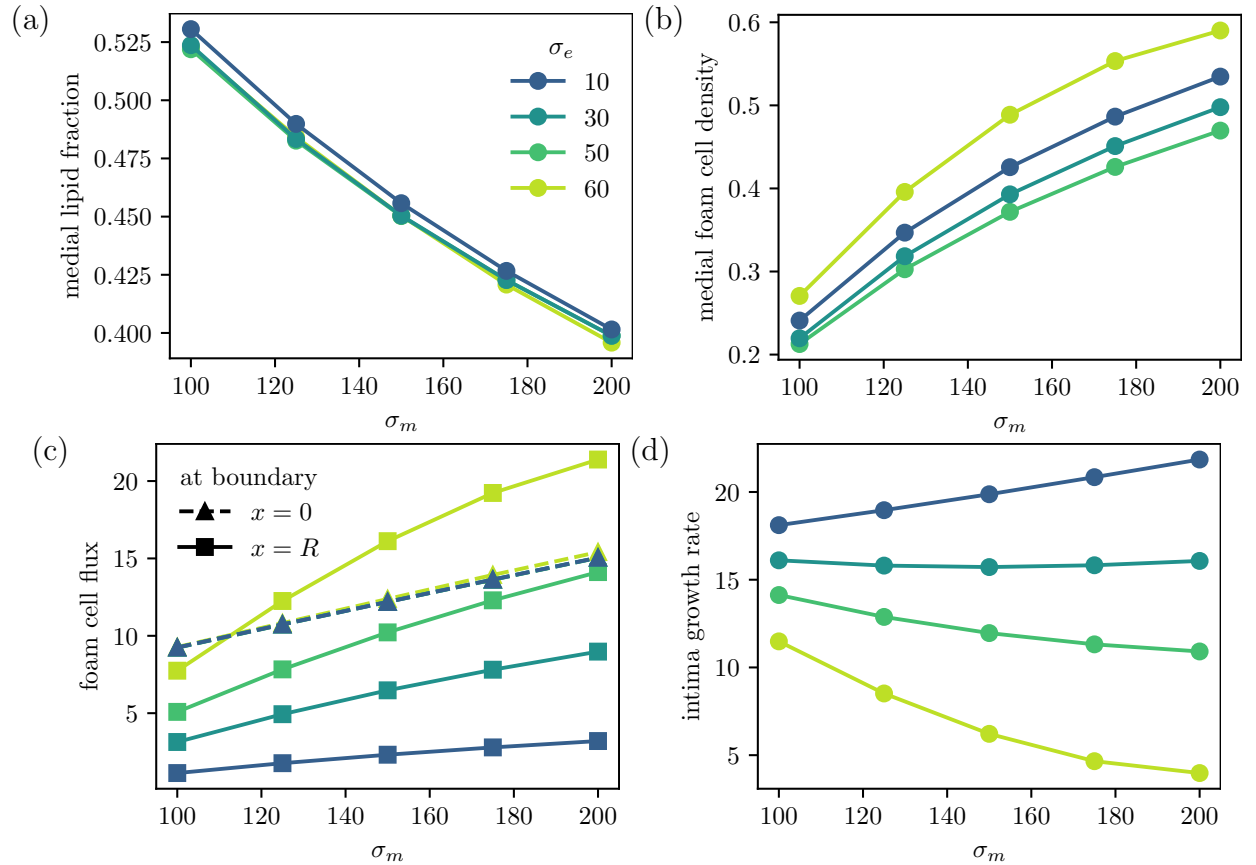 (a)
medial lipid fraction
0.525
0.500
0.475
0.450
0.425
0.400
σe
10
30
50
60
100 120 140 160 180 200
σm
(b)
medial foam cell density
0.6
0.5
0.4
0.3
0.2
100 120 140 160 180 200
σm
(c)
foam cell flux
20
15
10
5
at boundary
x = 0
x = R
100 120 140 160 180 200
σm
(d)
intima growth rate
20
15
10
5
100 120 140 160 180 200
σm